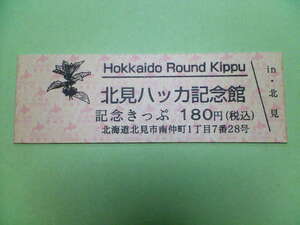 Hokkaido Round Kippu
北見ハッカ記念館
記念きっぷ 180円(税込)
北海道北見市南仲町1丁目7番28号
in・北見